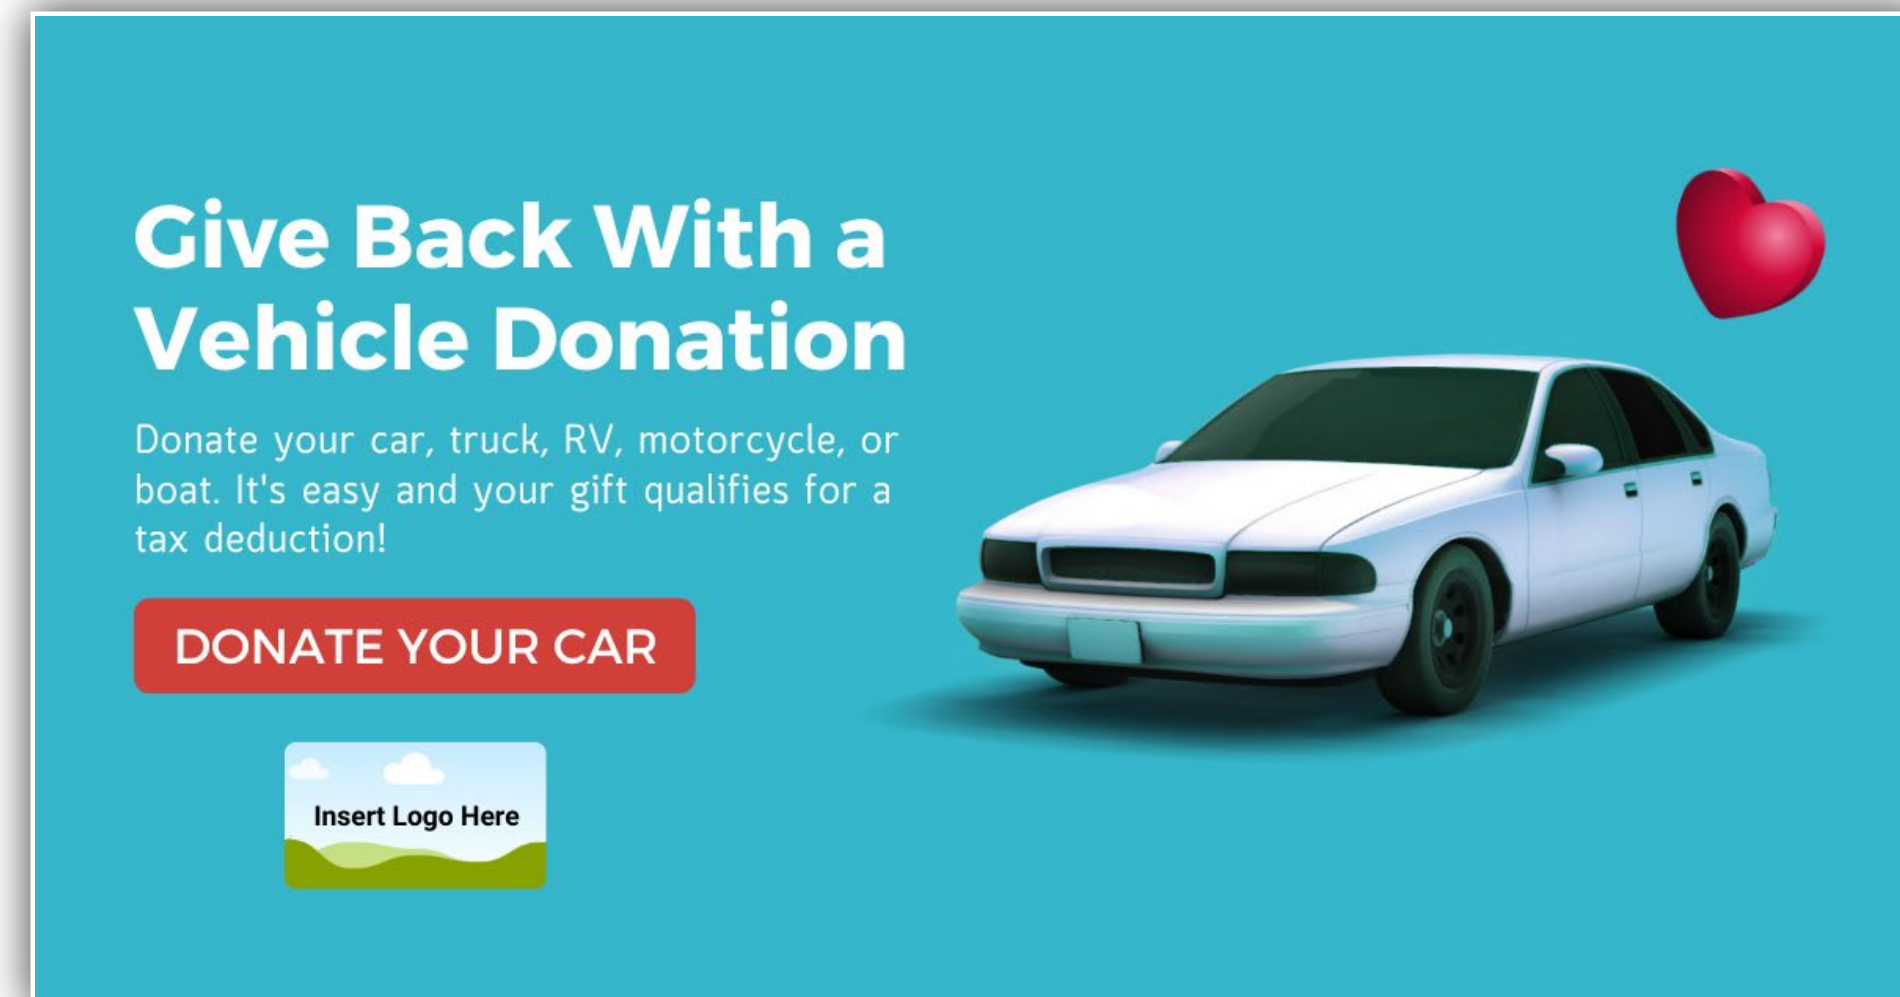 Give Back With a
Vehicle Donation
Donate your car, truck, RV, motorcycle, or
boat. It's easy and your gift qualifies for a
tax deduction!
DONATE YOUR CAR
Insert Logo Here